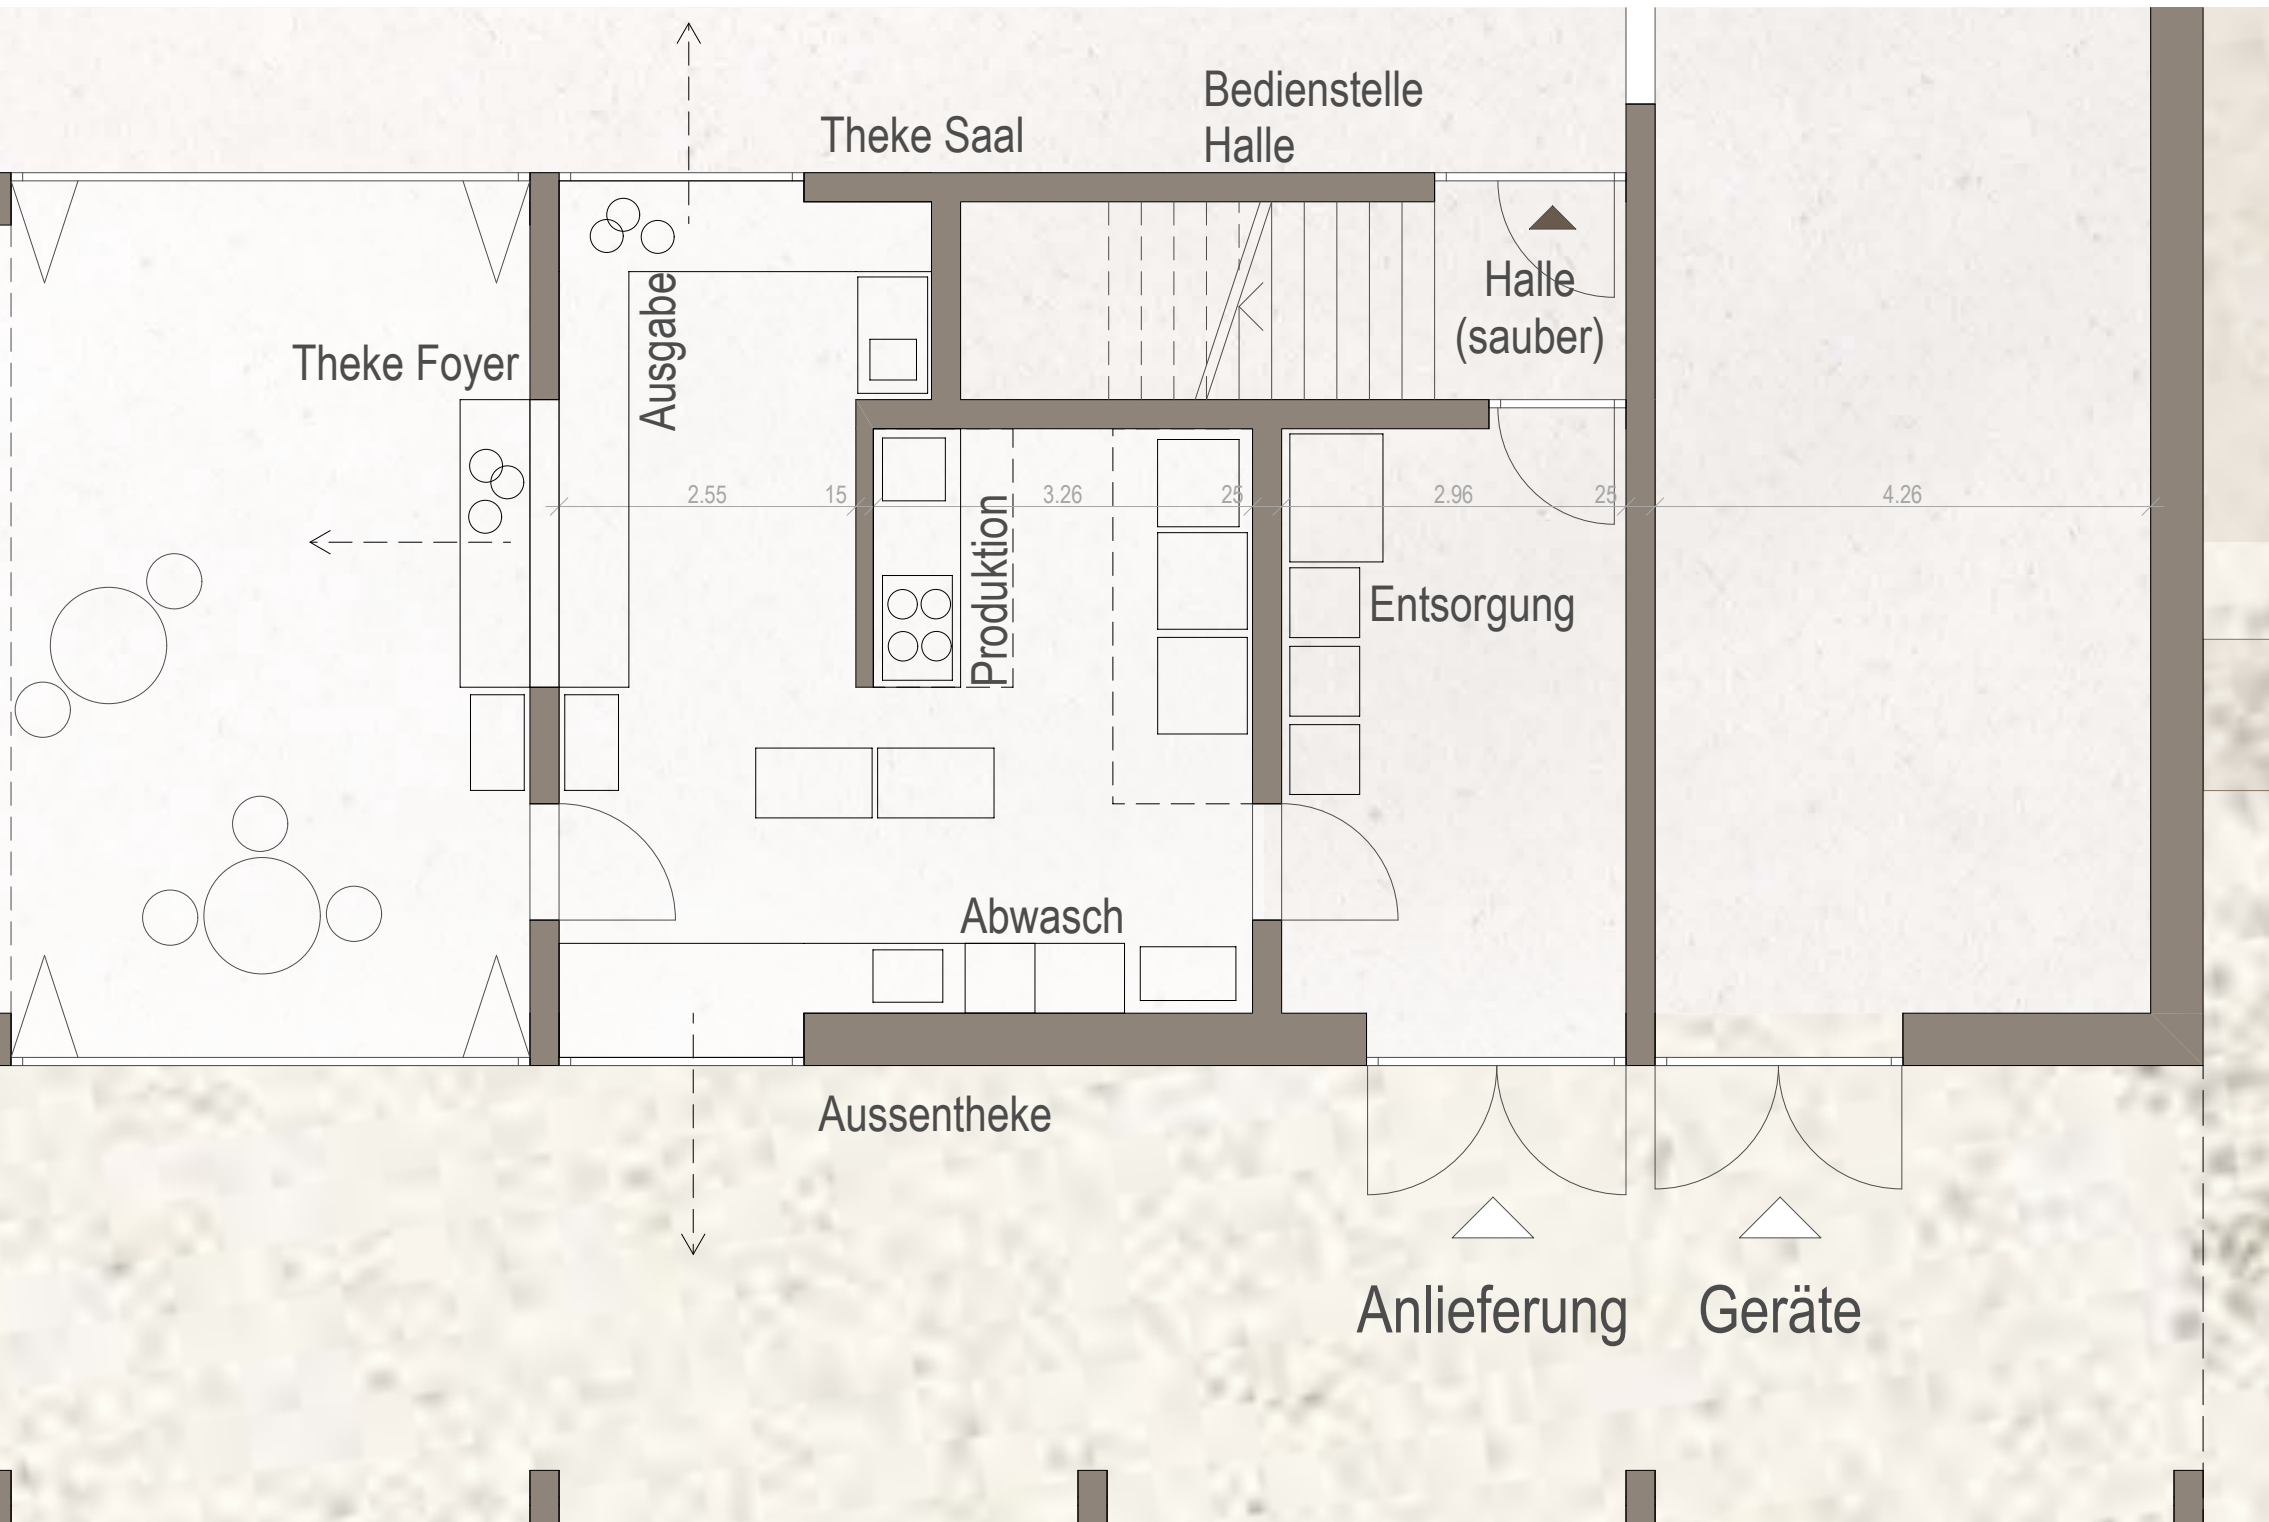 Bedienstelle
Halle
Theke Saal
Halle
(sauber)
Theke Foyer
Ausgabe
2.55
15
3.26
25
2.96
25
4.26
Produktion
Entsorgung
Abwasch
Aussentheke
Anlieferung
Geräte